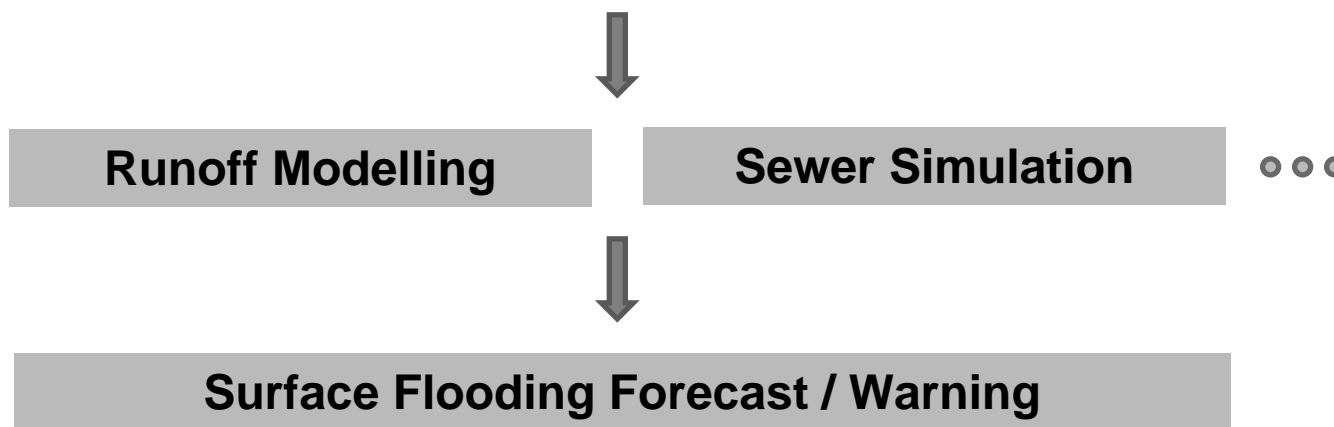 Runoff Modelling
Sewer Simulation
Surface Flooding Forecast / Warning